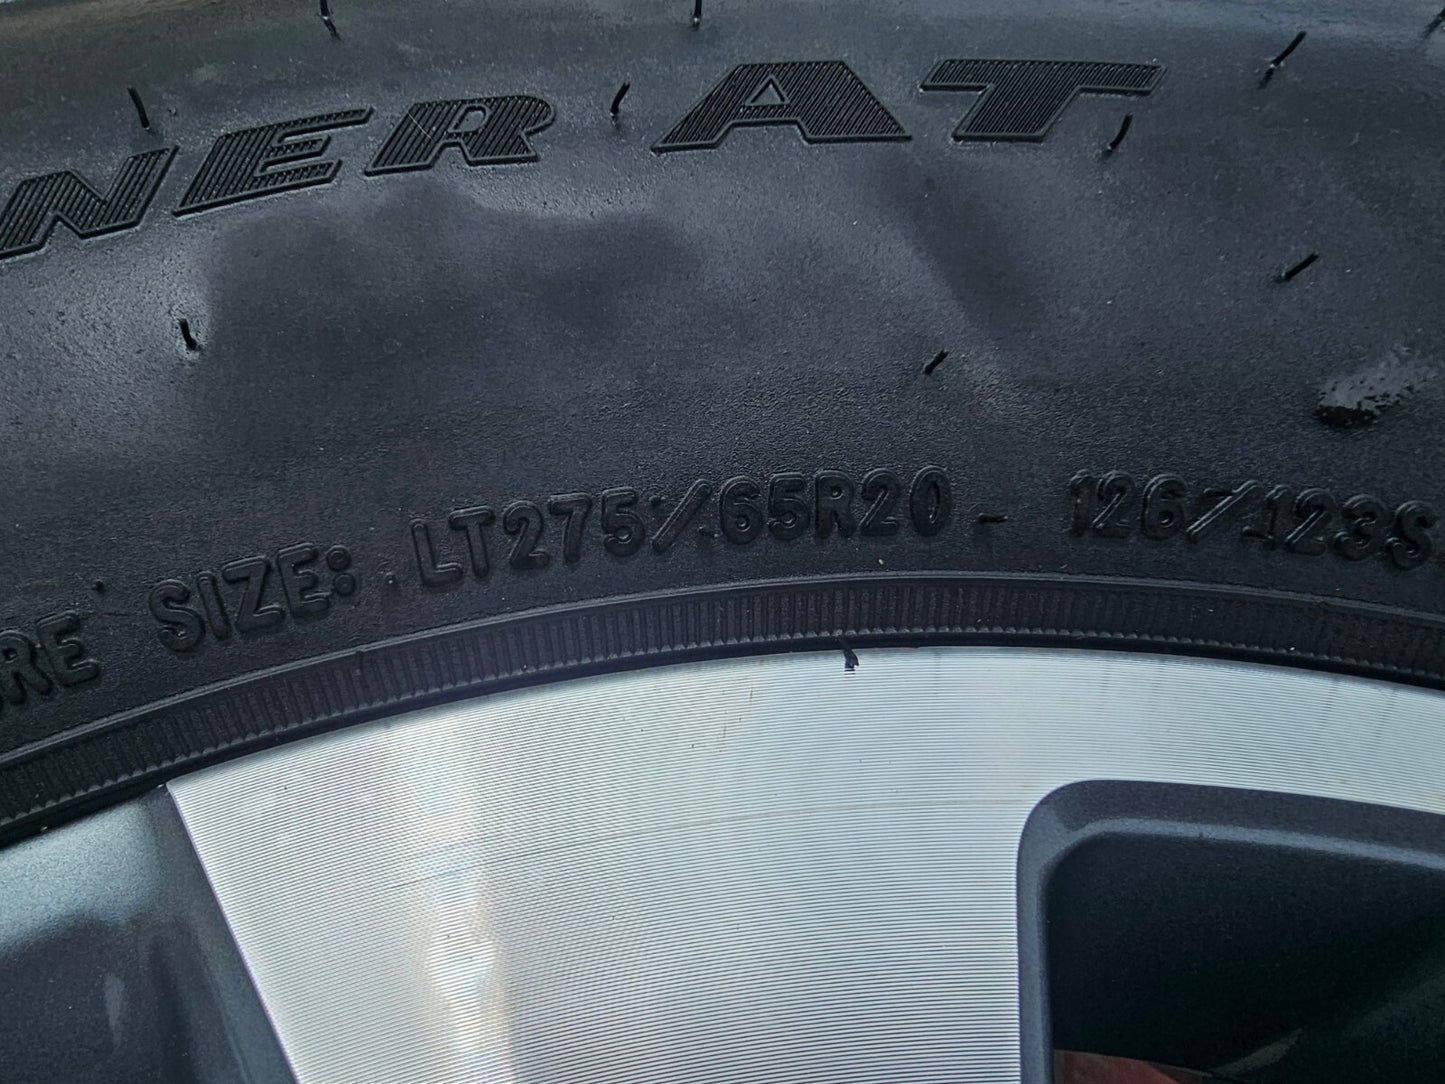 NER AT
RE SIZE: LT275/65R20 126/123S